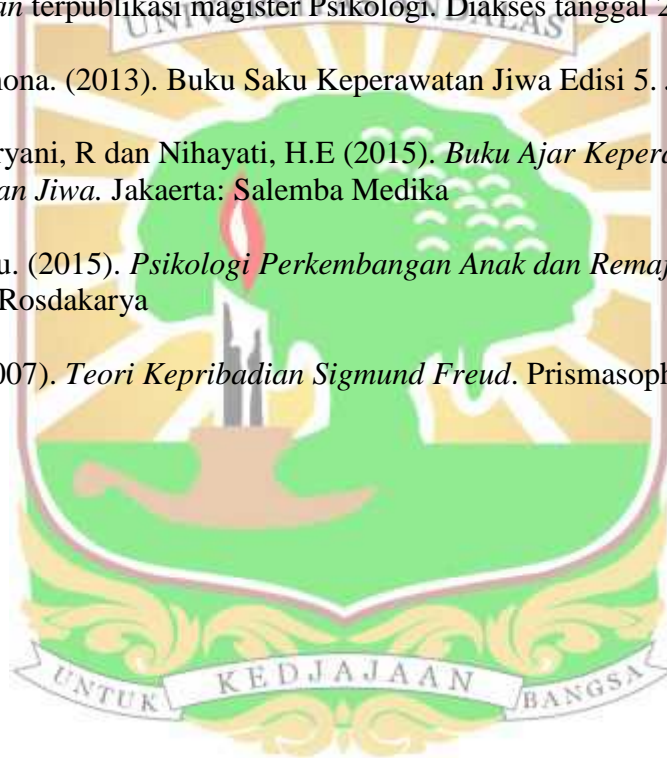 an terpublikasi magister Psikologi. Diakses tanggal 2
UNIV DALAS
nona. (2013). Buku Saku Keperawatan Jiwa Edisi 5. J
ryani, R dan Nihayati, H.E (2015). Buku Ajar Kepera
an Jiwa. Jakaerta: Salemba Medika
u. (2015). Psikologi Perkembangan Anak dan Remaj
Rosdakarya
007). Teori Kepribadian Sigmund Freud. Prismasoph
UNTUK KEDJAJAAN BANGSA